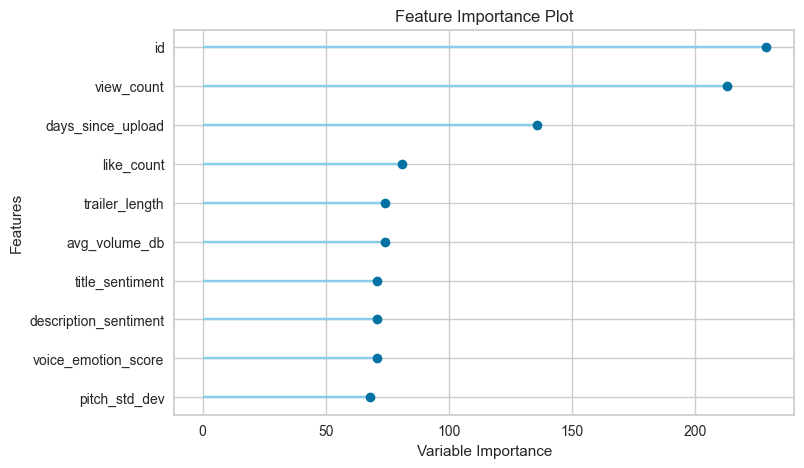 Feature Importance Plot
Features
id
view_count
days_since_upload
like_count
trailer_length
avg_volume_db
title_sentiment
description_sentiment
voice_emotion_score
pitch_std_dev
0 50 100 150 200
Variable Importance